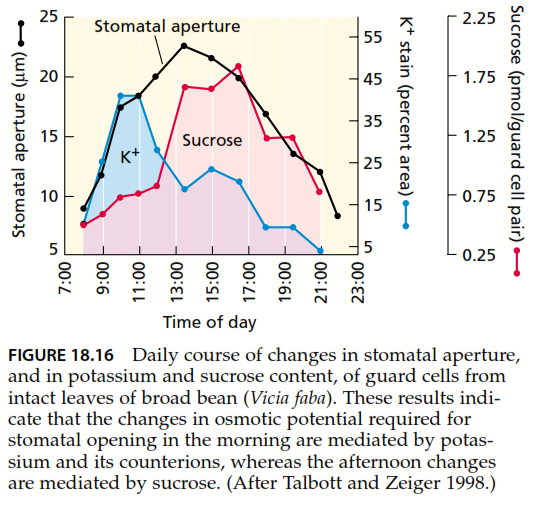 Stomatal aperture
Stomatal aperture (µm)
25
20
15
10
5
K+
Sucrose
55
45
35
25
15
5
K+ stain (percent area)
2.25
1.75
1.25
0.75
0.25
Sucrose (pmol/guard cell pair)
7:00
9:00
11:00
13:00
15:00
17:00
19:00
21:00
23:00
Time of day
FIGURE 18.16 Daily course of changes in stomatal aperture,
and in potassium and sucrose content, of guard cells from
intact leaves of broad bean (Vicia faba). These results indi-
cate that the changes in osmotic potential required for
stomatal opening in the morning are mediated by potas-
sium and its counterions, whereas the afternoon changes
are mediated by sucrose. (After Talbott and Zeiger 1998.)